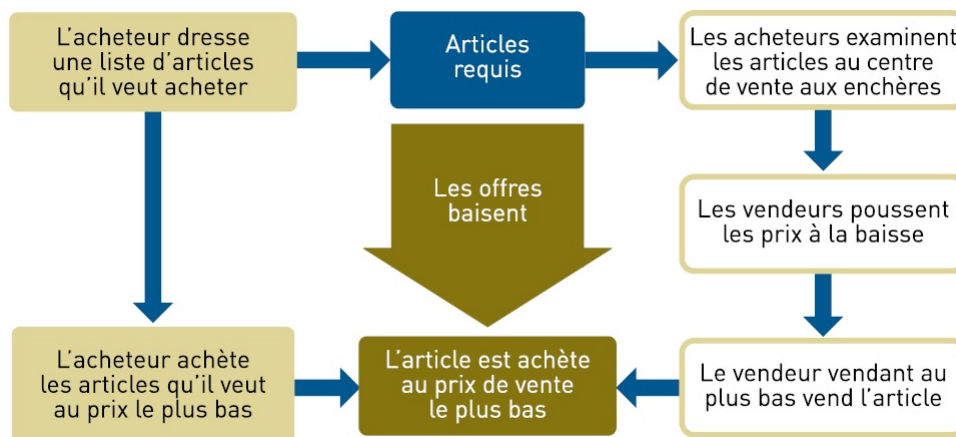 L'acheteur dresse
une liste d'articles
qu'il veut acheter
Articles
requis
Les acheteurs examinent
les articles au centre
de vente aux enchères
Les offres
baisent
Les vendeurs poussent
les prix à la baisse
L'acheteur achète
les articles qu'il veut
au prix le plus bas
L'article est achète
au prix de vente
le plus bas
Le vendeur vendant au
plus bas vend l'article